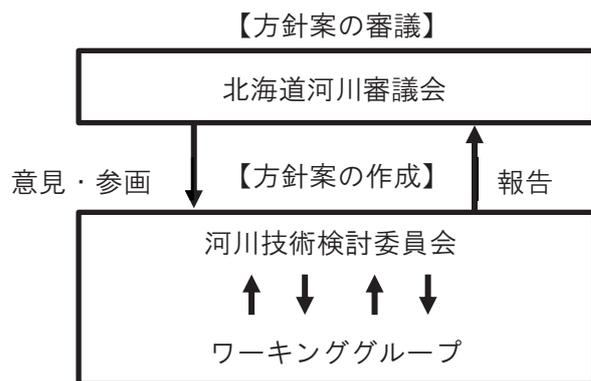 【方針案の審議】
北海道河川審議会
意見・参画
【方針案の作成】
報告
河川技術検討委員会
ワーキンググループ